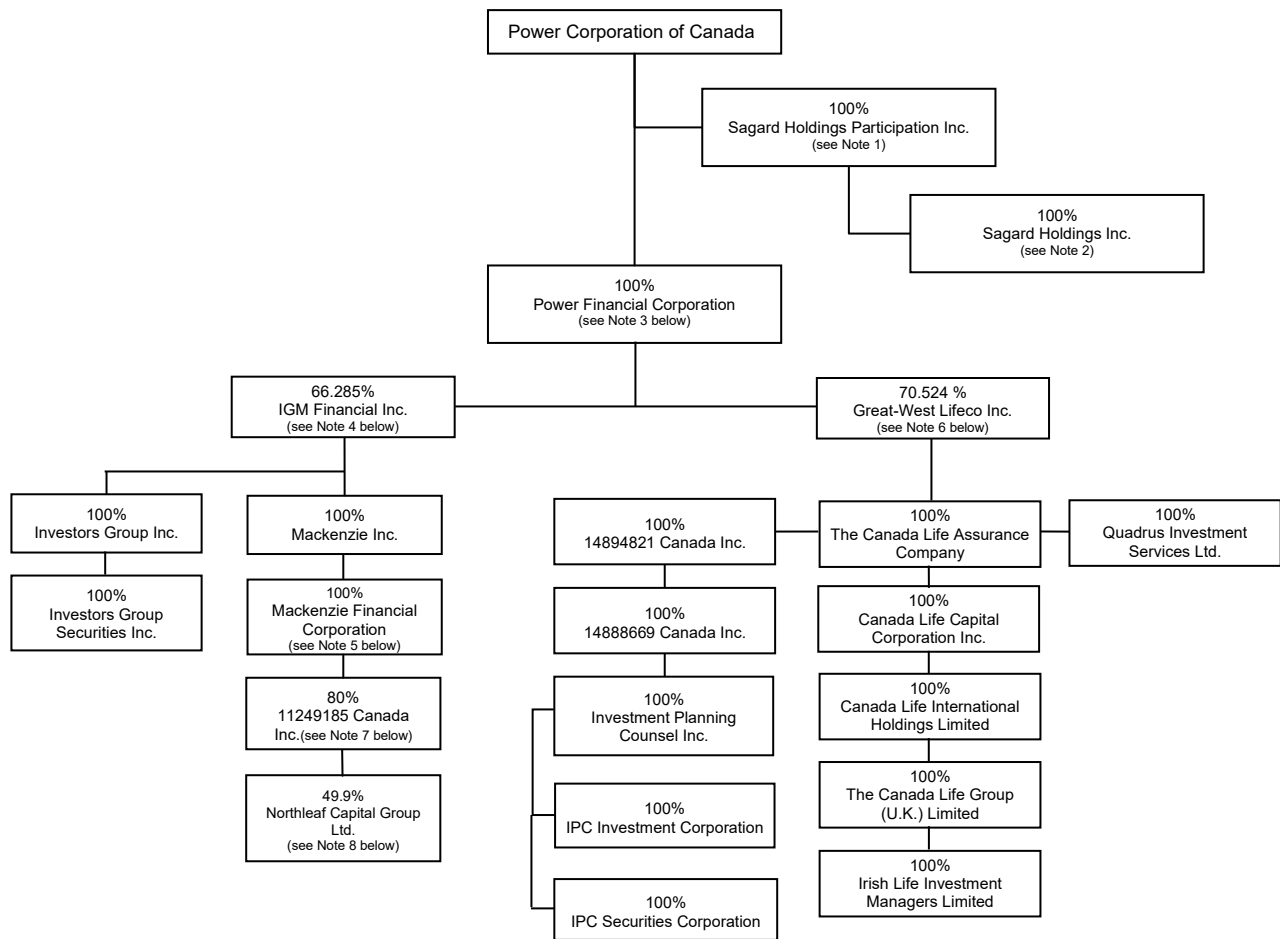 Power Corporation of Canada
100%
Sagard Holdings Participation Inc.
(see Note 1)
100%
Sagard Holdings Inc.
(see Note 2)
100%
Power Financial Corporation
(see Note 3 below)
66.285%
IGM Financial Inc.
(see Note 4 below)
70.524 %
Great-West Lifeco Inc.
(see Note 6 below)
100%
Investors Group Inc.
100%
Investors Group
Securities Inc.
100%
Mackenzie Inc.
100%
Mackenzie Financial
Corporation
(see Note 5 below)
80%
11249185 Canada
Inc.(see Note 7 below)
49.9%
Northleaf Capital Group
Ltd.
(see Note 8 below)
100%
14894821 Canada Inc.
100%
14888669 Canada Inc.
100%
Investment Planning
Counsel Inc.
100%
IPC Investment Corporation
100%
IPC Securities Corporation
100%
The Canada Life Assurance
Company
100%
Canada Life Capital
Corporation Inc.
100%
Canada Life International
Holdings Limited
100%
The Canada Life Group
(U.K.) Limited
100%
Irish Life Investment
Managers Limited
100%
Quadrus Investment
Services Ltd.